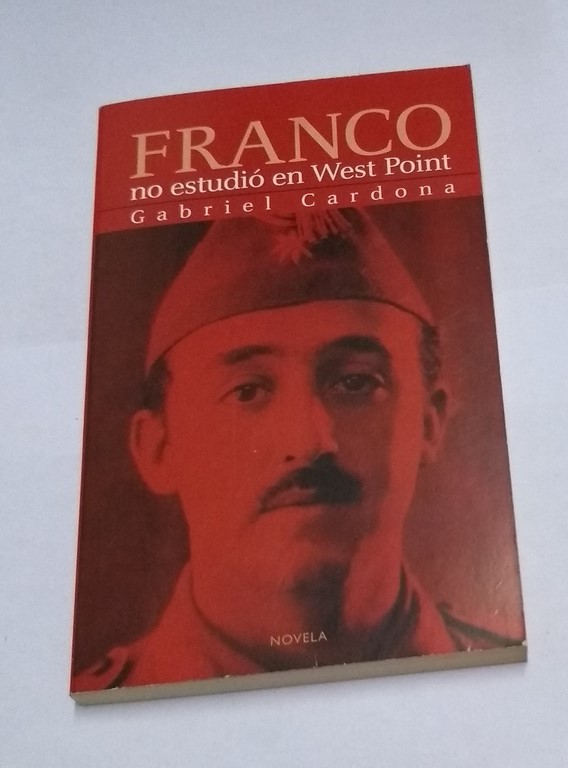 FRANCO
no estudió en West Point
Gabriel Cardona
NOVELA